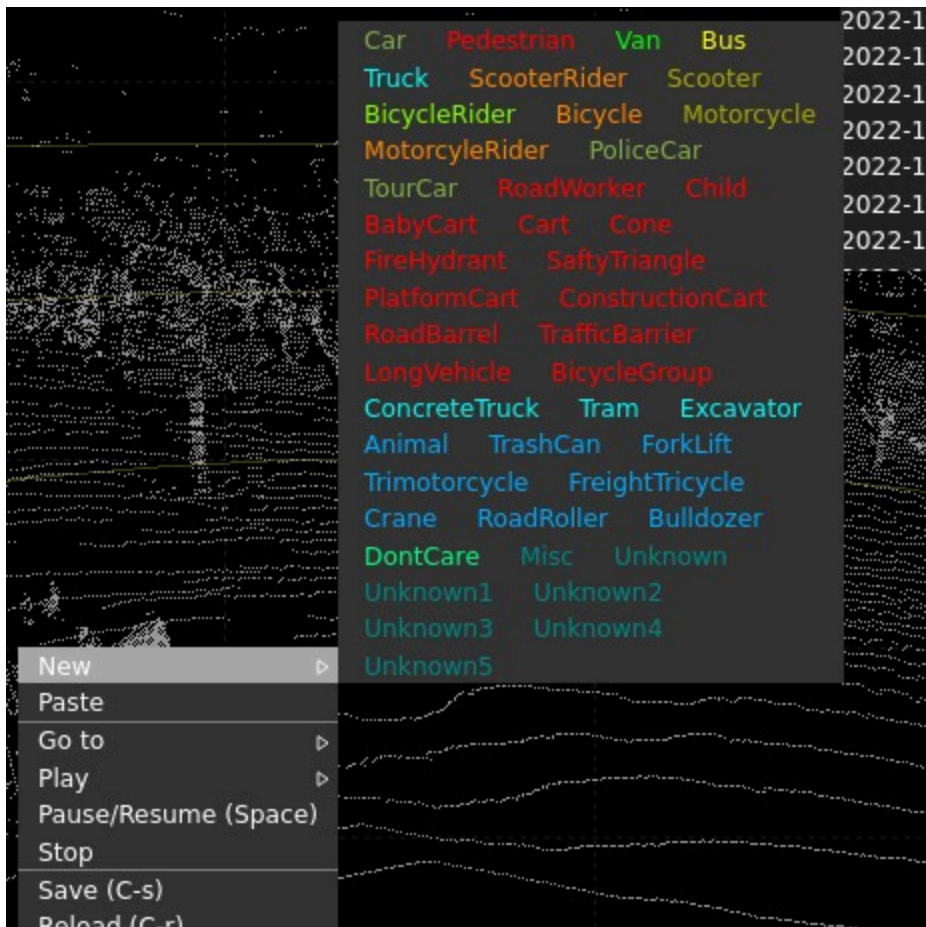 Car Pedestrian Van Bus
Truck ScooterRider Scooter
BicycleRider Bicycle Motorcycle
MotorcyleRider PoliceCar
TourCar RoadWorker Child
BabyCart Cart Cone
FireHydrant SaftyTriangle
PlatformCart ConstructionCart
RoadBarrel TrafficBarrier
LongVehicle BicycleGroup
ConcreteTruck Tram Excavator
Animal TrashCan ForkLift
Trimotorcycle FreightTricycle
Crane RoadRoller Bulldozer
DontCare Misc Unknown
Unknown1 Unknown2
Unknown3 Unknown4
Unknown5
New
Paste
Go to
Play
Pause/Resume (Space)
Stop
Save (C-s)
Reload (C-r)
2022-1
2022-1
2022-1
2022-1
2022-1
2022-1
2022-1